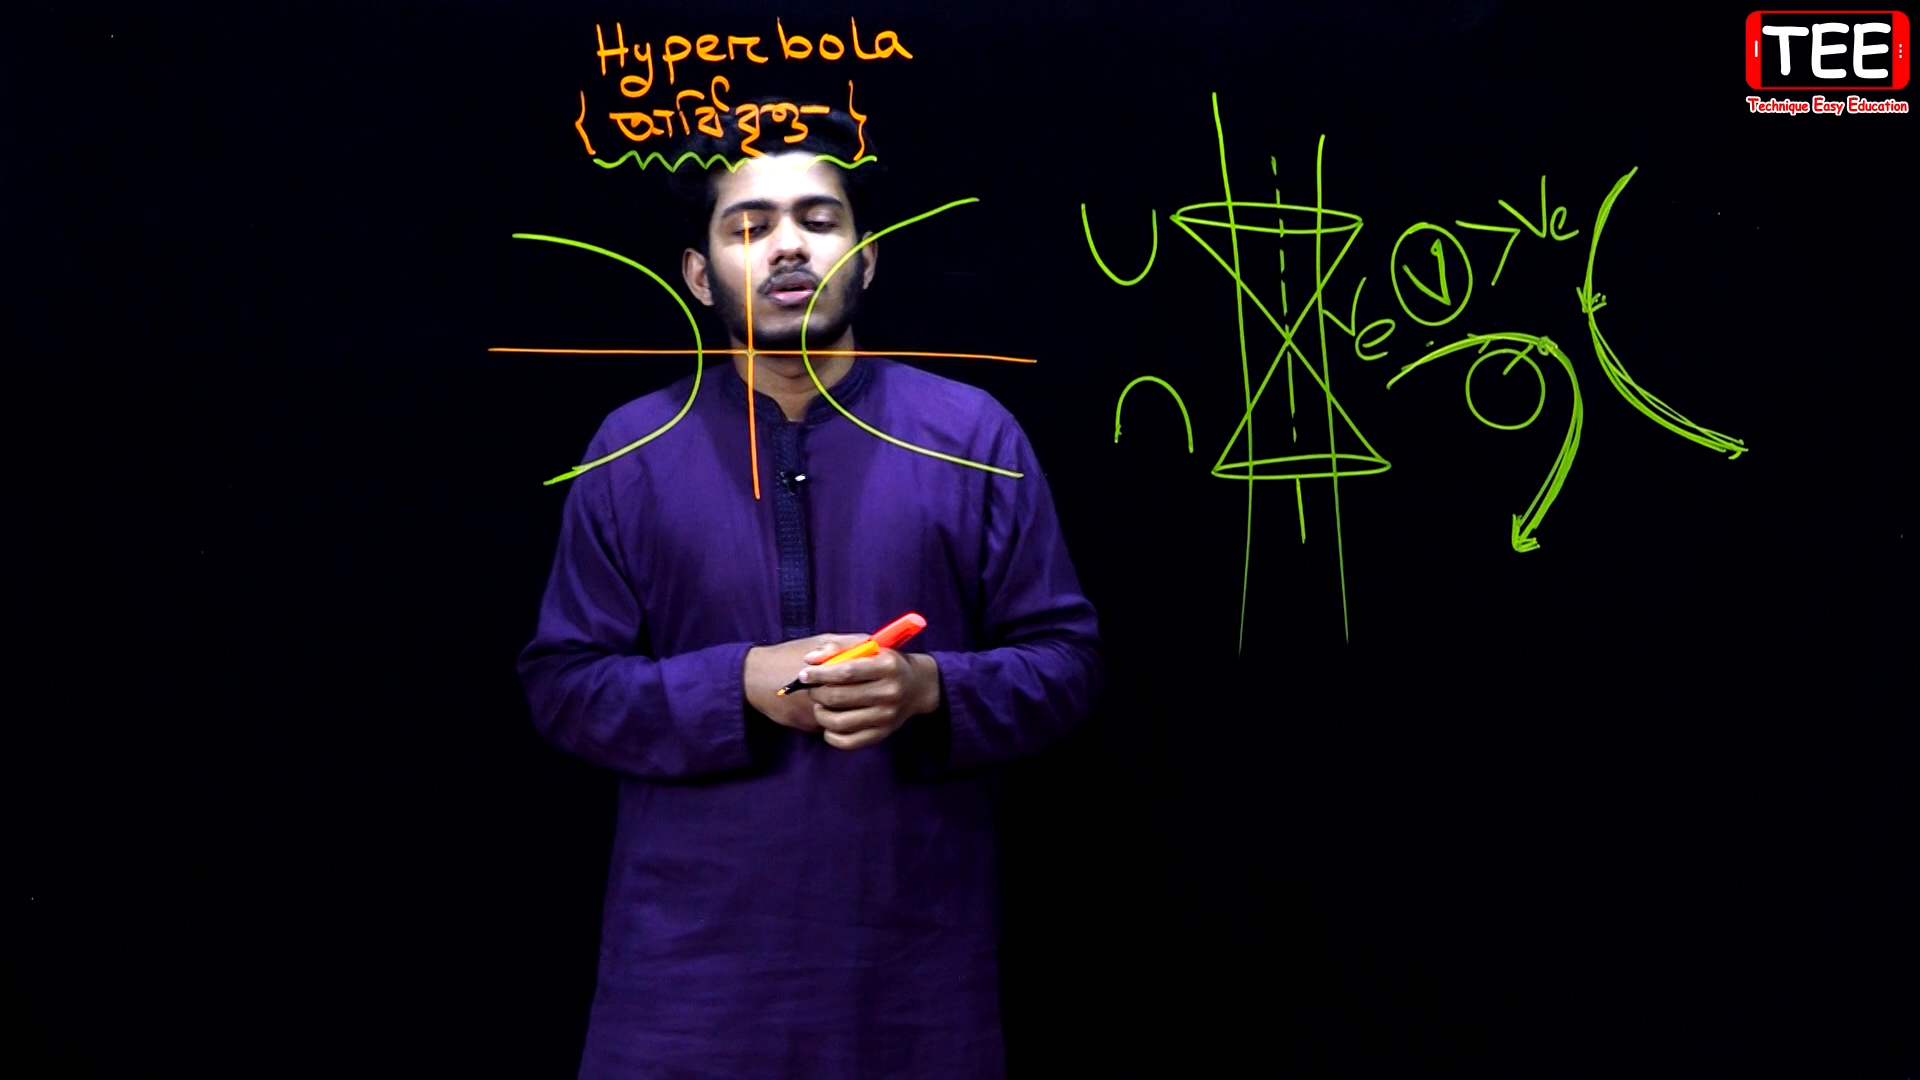 Hyperbola
{অধিবৃত্ত}
TEE
Technique Easy Education
V
> Ve
Ve